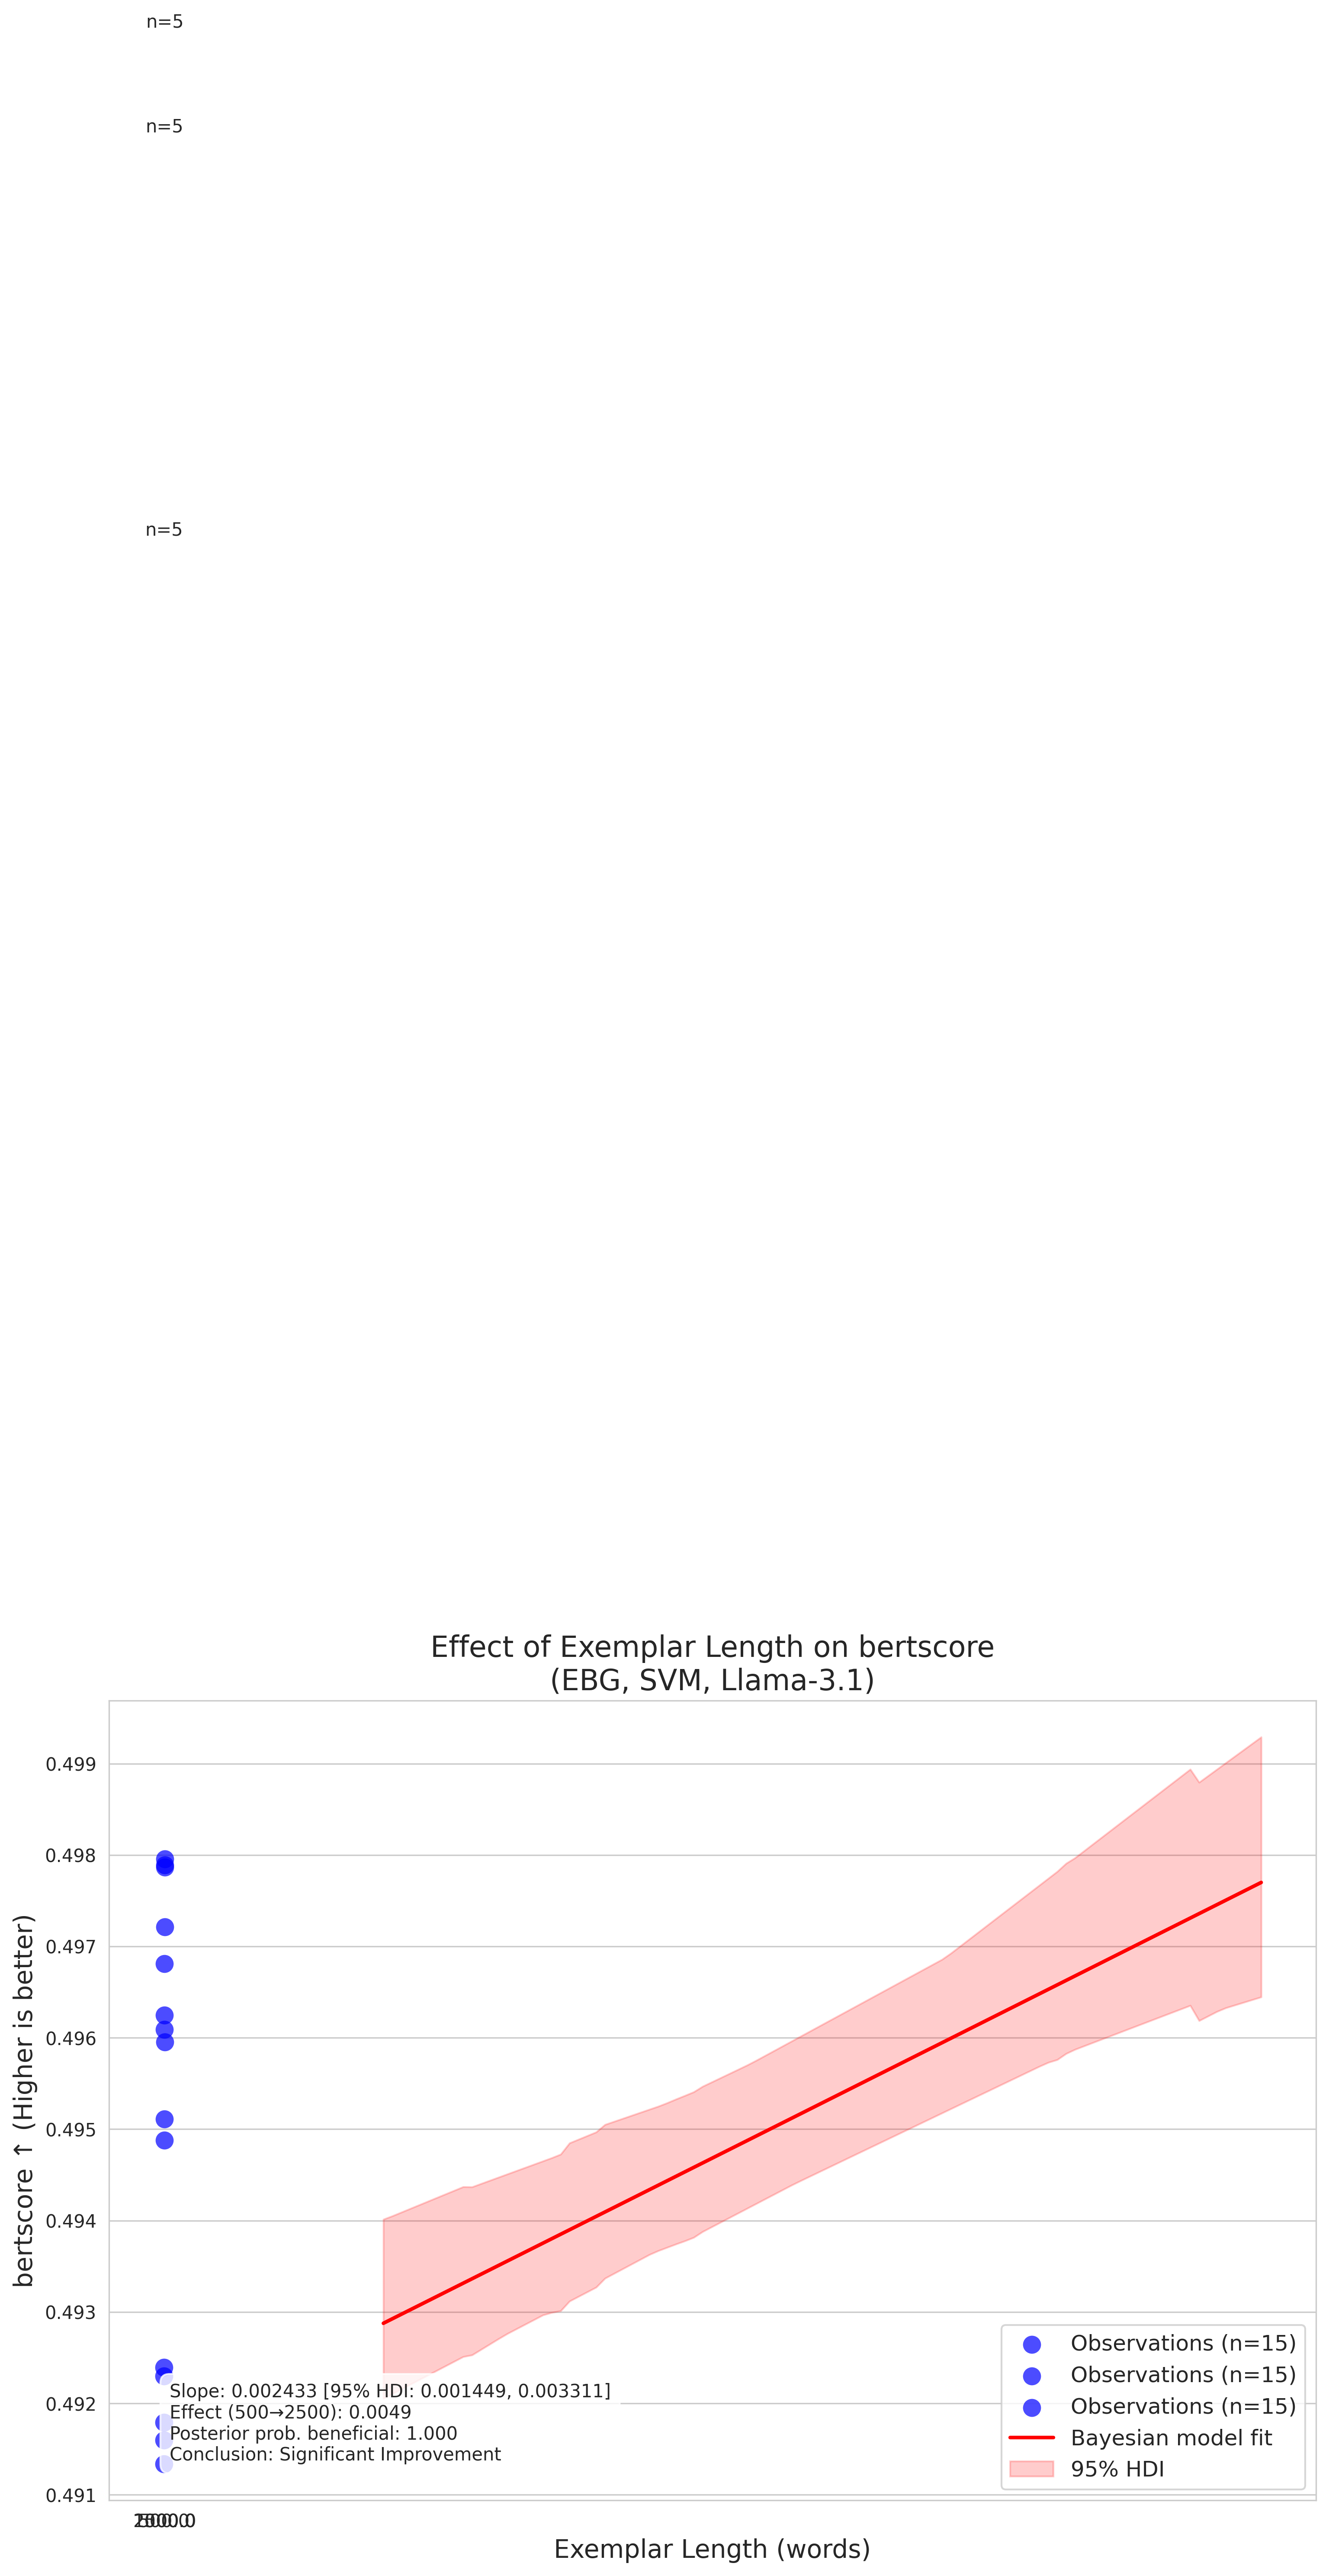 n=5
n=5
n=5
Effect of Exemplar Length on bertscore
(EBG, SVM, Llama-3.1)
bertscore ↑ (Higher is better)
0.499
0.498
0.497
0.496
0.495
0.494
0.493
0.492
0.491
Slope: 0.002433 [95% HDI: 0.001449, 0.003311]
Effect (500→2500): 0.0049
Posterior prob. beneficial: 1.000
Conclusion: Significant Improvement
Observations (n=15)
Observations (n=15)
Observations (n=15)
Bayesian model fit
95% HDI
Exemplar Length (words)